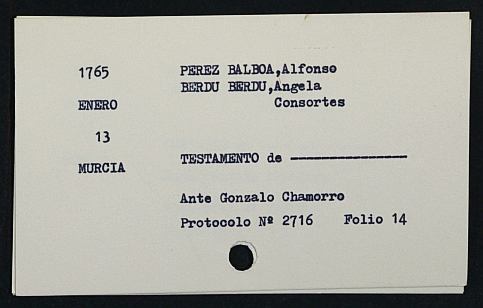 1765 PEREZ BALBOA,Alfonso
BERDU BERDU,Angela
ENERO Consortes
13
TESTAMENTO de ----------------
MURCIA
Ante Gonzalo Chamorro
Protocolo Nº 2716 Folio 14